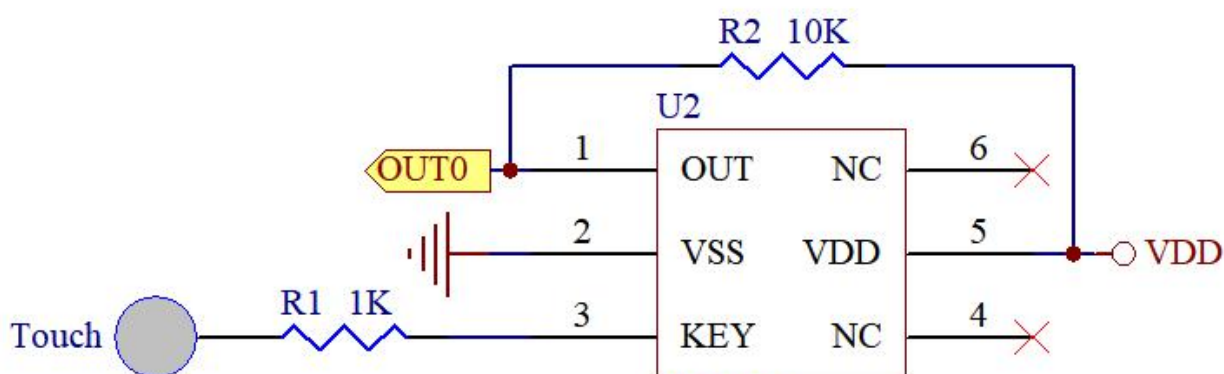 R2 10K
U2
OUT0 1 OUT NC 6
2 VSS VDD 5 VDD
Touch R1 1K 3 KEY NC 4